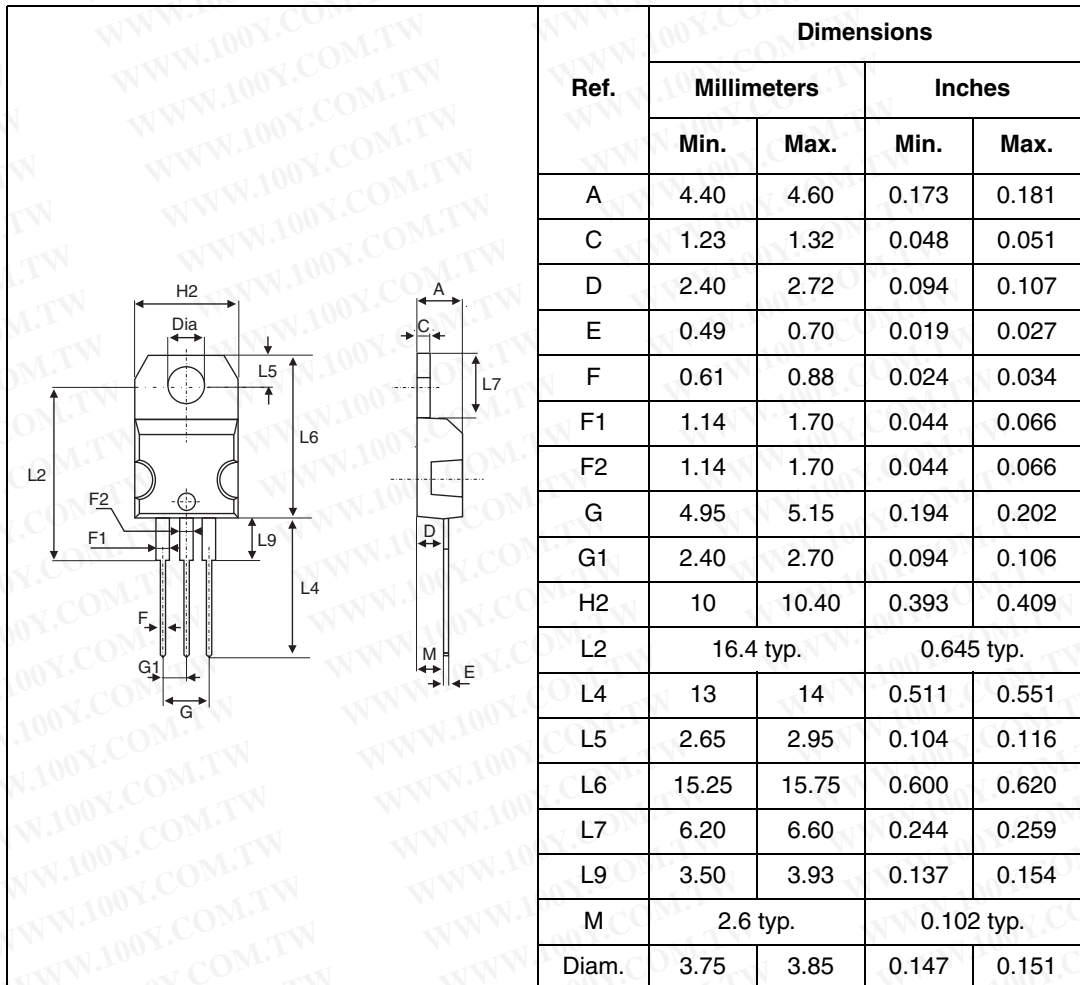 Dimensions
Ref. Millimeters Inches
Min. Max. Min. Max.
A 4.40 4.60 0.173 0.181
C 1.23 1.32 0.048 0.051
D 2.40 2.72 0.094 0.107
E 0.49 0.70 0.019 0.027
F 0.61 0.88 0.024 0.034
F1 1.14 1.70 0.044 0.066
F2 1.14 1.70 0.044 0.066
G 4.95 5.15 0.194 0.202
G1 2.40 2.70 0.094 0.106
H2 10 10.40 0.393 0.409
L2 16.4 typ. 0.645 typ.
L4 13 14 0.511 0.551
L5 2.65 2.95 0.104 0.116
L6 15.25 15.75 0.600 0.620
L7 6.20 6.60 0.244 0.259
L9 3.50 3.93 0.137 0.154
M 2.6 typ. 0.102 typ.
Diam. 3.75 3.85 0.147 0.151
H2
Dia
L5
L6
L2
F2
F1
L9
L4
F
G1
G
A
C
L7
D
M
E
WWW.100Y.COM.TW